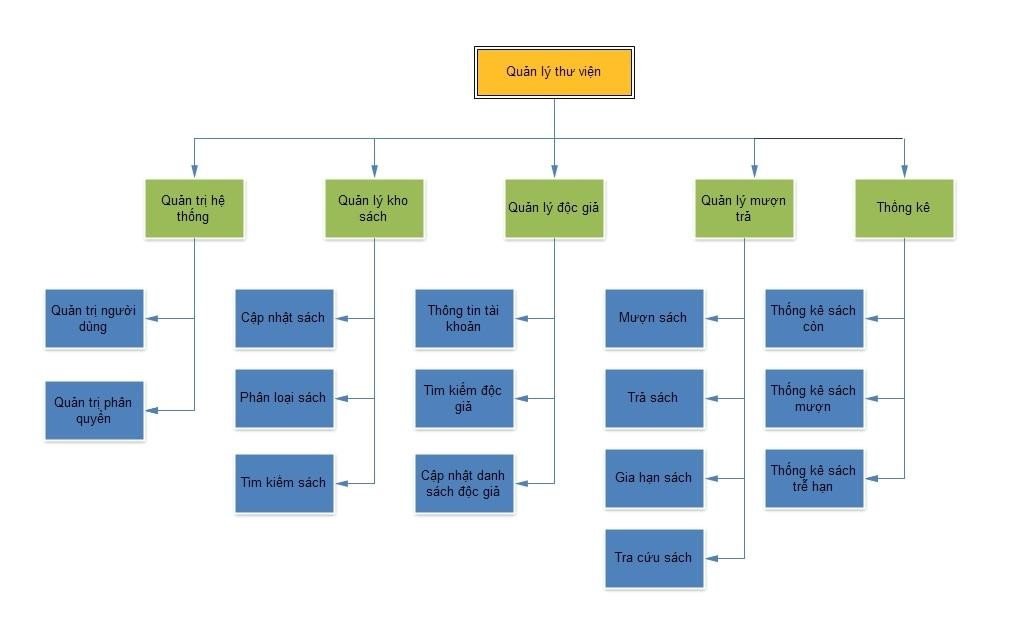 Quản lý thư viện
Quản trị hệ
thống
Quản lý kho
sách
Quản lý độc giả
Quản lý mượn
trả
Thống kê
Quản trị người
dùng
Quản trị phân
quyền
Cập nhật sách
Phân loại sách
Tìm kiếm sách
Thông tin tài
khoản
Tìm kiếm độc
giả
Cập nhật danh
sách độc giả
Mượn sách
Trả sách
Gia hạn sách
Tra cứu sách
Thống kê sách
còn
Thống kê sách
mượn
Thống kê sách
trễ hạn